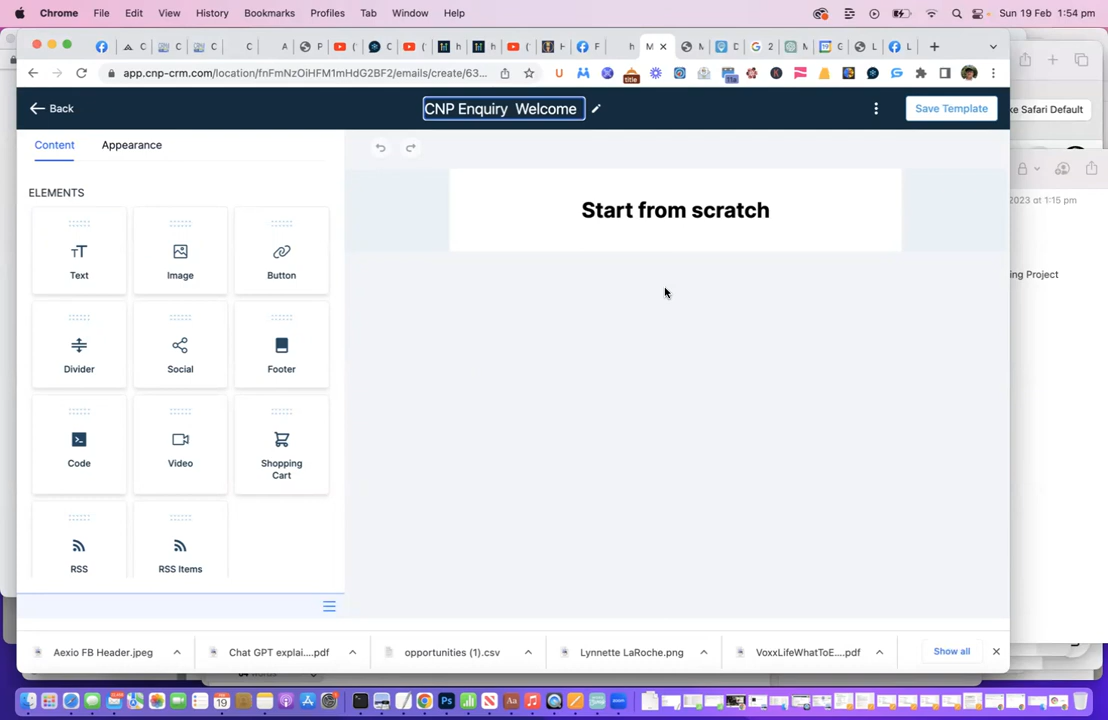 Chrome File Edit View History Bookmarks Profiles Tab Window Help Sun 19 Feb 1:54 pm
app.cnp-crm.com/location/fnFmNzOiHFM1mHdG2BF2/emails/create/63...
Back
CNP Enquiry Welcome
Save Template
ke Safari Default
Content Appearance
2023 at 1:15 pm
ELEMENTS
Start from scratch
Text Image Button
ing Project
Divider Social Footer
Code Video Shopping
Cart
RSS RSS Items
Aexio FB Header.jpeg Chat GPT explai....pdf opportunities (1).csv Lynnette LaRoche.png VoxxLifeWhatToE....pdf Show all